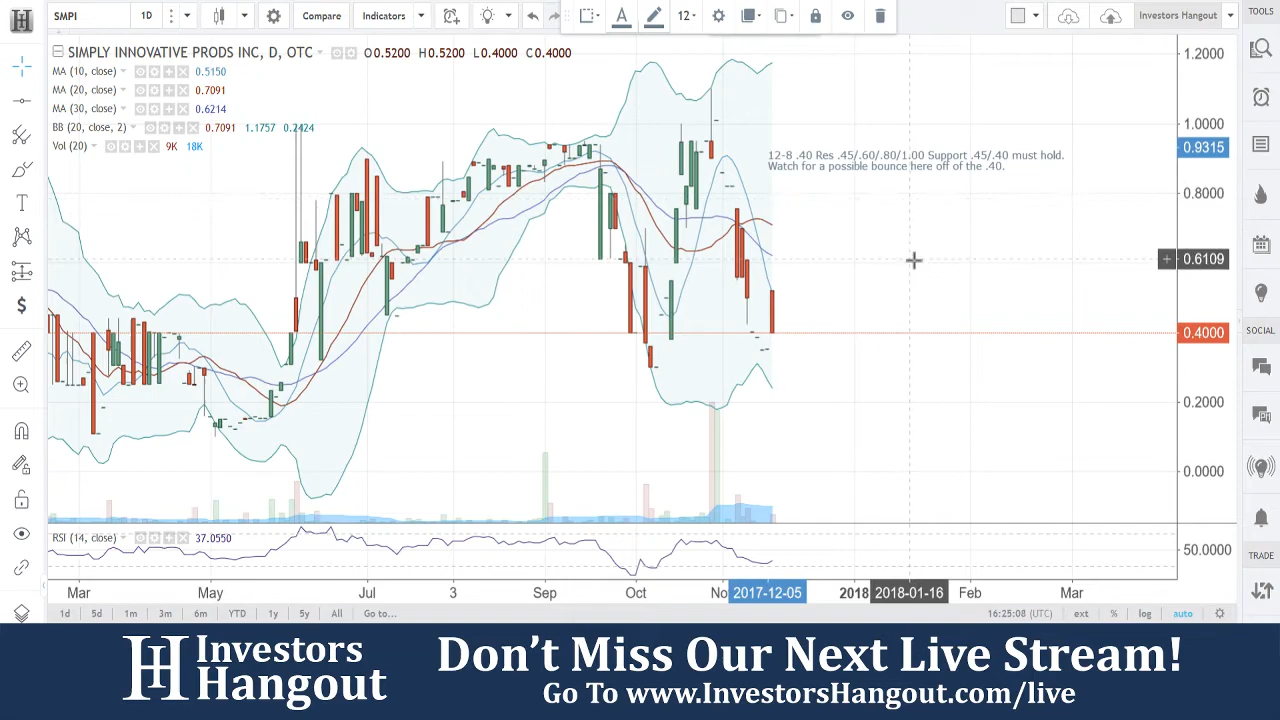 SMPI 1D Compare Indicators 12 Investors Hangout
TOOLS
SIMPLY INNOVATIVE PRODS INC, D, OTC O0.5200 H0.5200 L0.4000 C0.4000
MA (10, close) 0.5150
MA (20, close) 0.7091
MA (30, close) 0.6214
BB (20, close, 2) 0.7091 1.1757 0.2424
Vol (20) 9K 18K
12-8 .40 Res .45/.60/.80/1.00 Support .45/.40 must hold.
Watch for a possible bounce here off of the .40.
1.2000
1.0000
0.9315
0.8000
0.6109
0.4000
0.2000
0.0000
SOCIAL
TRADE
RSI (14, close) 37.0550
50.0000
Mar May Jul 3 Sep Oct No 2017-12-05 2018 2018-01-16 Feb Mar
1d 5d 1m 3m 6m YTD 1y 5y All Go to... 16:25:08 (UTC) ext % log auto
Investors
Hangout
Don't Miss Our Next Live Stream!
Go To www.InvestorsHangout.com/live